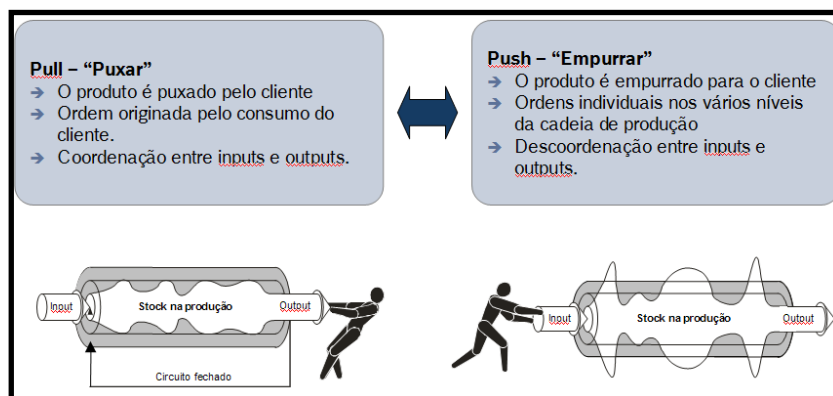 Pull – “Puxar”
➔ O produto é puxado pelo cliente
➔ Ordem originada pelo consumo do
cliente.
➔ Coordenação entre inputs e outputs.
Push – “Empurrar”
➔ O produto é empurrado para o cliente
➔ Ordens individuais nos vários níveis
da cadeia de produção
➔ Descoordenação entre inputs e
outputs.
Input
Stock na produção
Output
Circuito fechado
Input
Stock na produção
Output